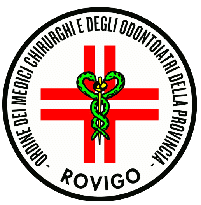 - ORDINE DEI MEDICI CHIRURGHI E DEGLI ODONTOIATRI DELLA PROVINCIA -
ROVIGO